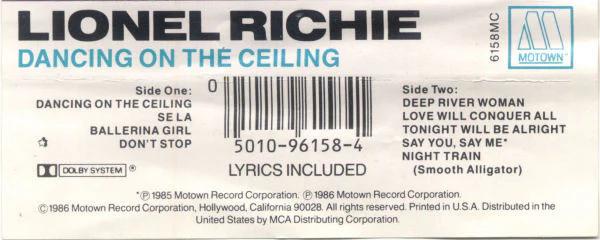 LIONEL RICHIE
DANCING ON THE CEILING
6158MC
MOTOWN™
Side One:
DANCING ON THE CEILING
SE LA
BALLERINA GIRL
DON'T STOP
DOLBY SYSTEM ®
0
5010-96158-4
LYRICS INCLUDED
Side Two:
DEEP RIVER WOMAN
LOVE WILL CONQUER ALL
TONIGHT WILL BE ALRIGHT
SAY YOU, SAY ME*
NIGHT TRAIN
(Smooth Alligator)
*℗ 1985 Motown Record Corporation. ℗ 1986 Motown Record Corporation.
© 1986 Motown Record Corporation, Hollywood, California 90028. All rights reserved. Printed in U.S.A. Distributed in the
United States by MCA Distributing Corporation.